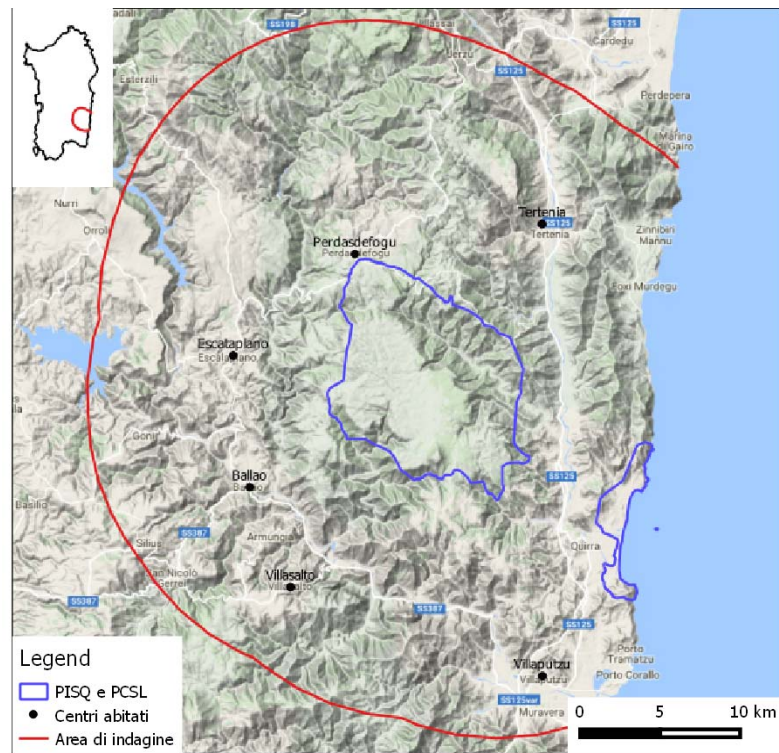 SS198
Villassai
SS125
Cardedu
Jerzu
SS125
Esterzili
Perdepera
Marina
di Gairo
Nurri
Orroli
Tertenia
SS125
Tertenia
Zinnibiri
Mannu
Perdasdefogu
Perdasdefogu
Foxi Murdegu
Escalaplano
Escalaplano
Goni
Ballao
Ballao
SS125
Basilio
SS387
Armungia
Silius
Quirra
San Nicolò
Gerrei
Villasalto
Villasalto
SS387
SS387
SS125
Porto
Tramatzu
Porto Corallo
Villaputzu
Villaputzu
SS125var
Muravera
Legend
PISQ e PCSL
Centri abitati
Area di indagine
0 5 10 km